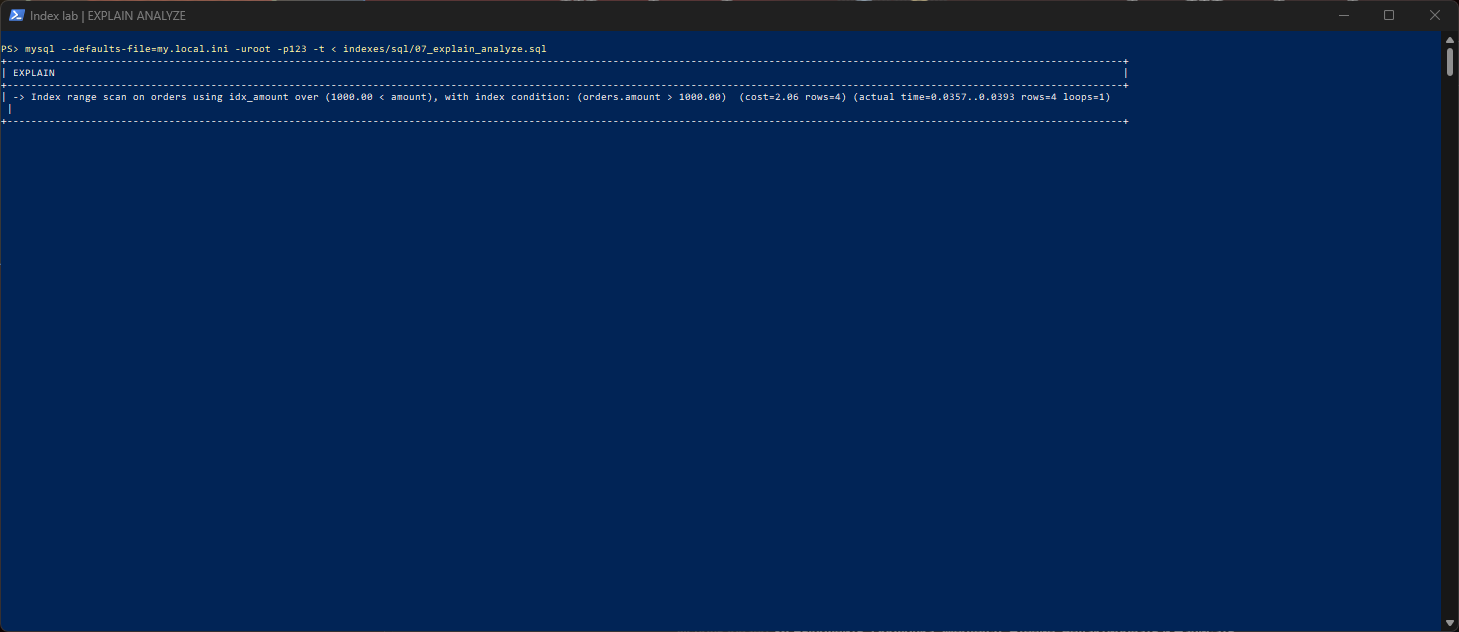 Index lab | EXPLAIN ANALYZE
PS> mysql --defaults-file=my.local.ini -uroot -p123 -t < indexes/sql/07_explain_analyze.sql
| EXPLAIN |
| -> Index range scan on orders using idx_amount over (1000.00 < amount), with index condition: (orders.amount > 1000.00)  (cost=2.06 rows=4) (actual time=0.0357..0.0393 rows=4 loops=1)
|